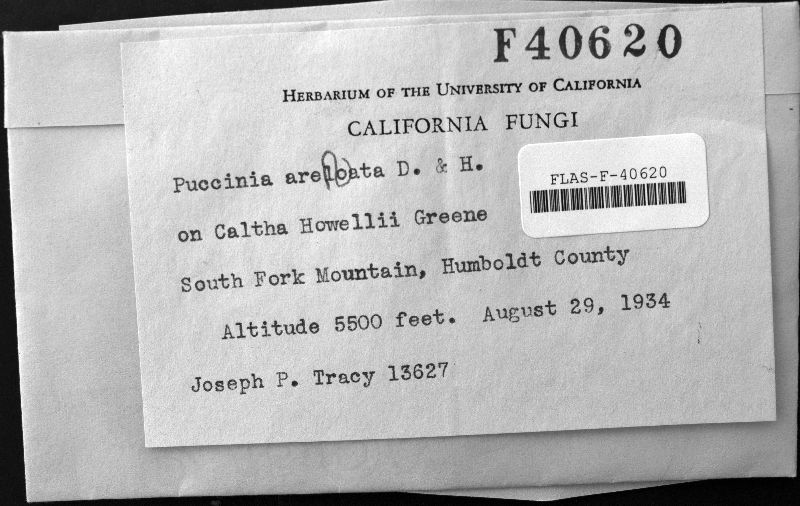 F40620
HERBARIUM OF THE UNIVERSITY OF CALIFORNIA
CALIFORNIA FUNGI
Puccinia areloata D. & H.
FLAS-F-40620
on Caltha Howellii Greene
South Fork Mountain, Humboldt County
Altitude 5500 feet. August 29, 1934
Joseph P. Tracy 13627